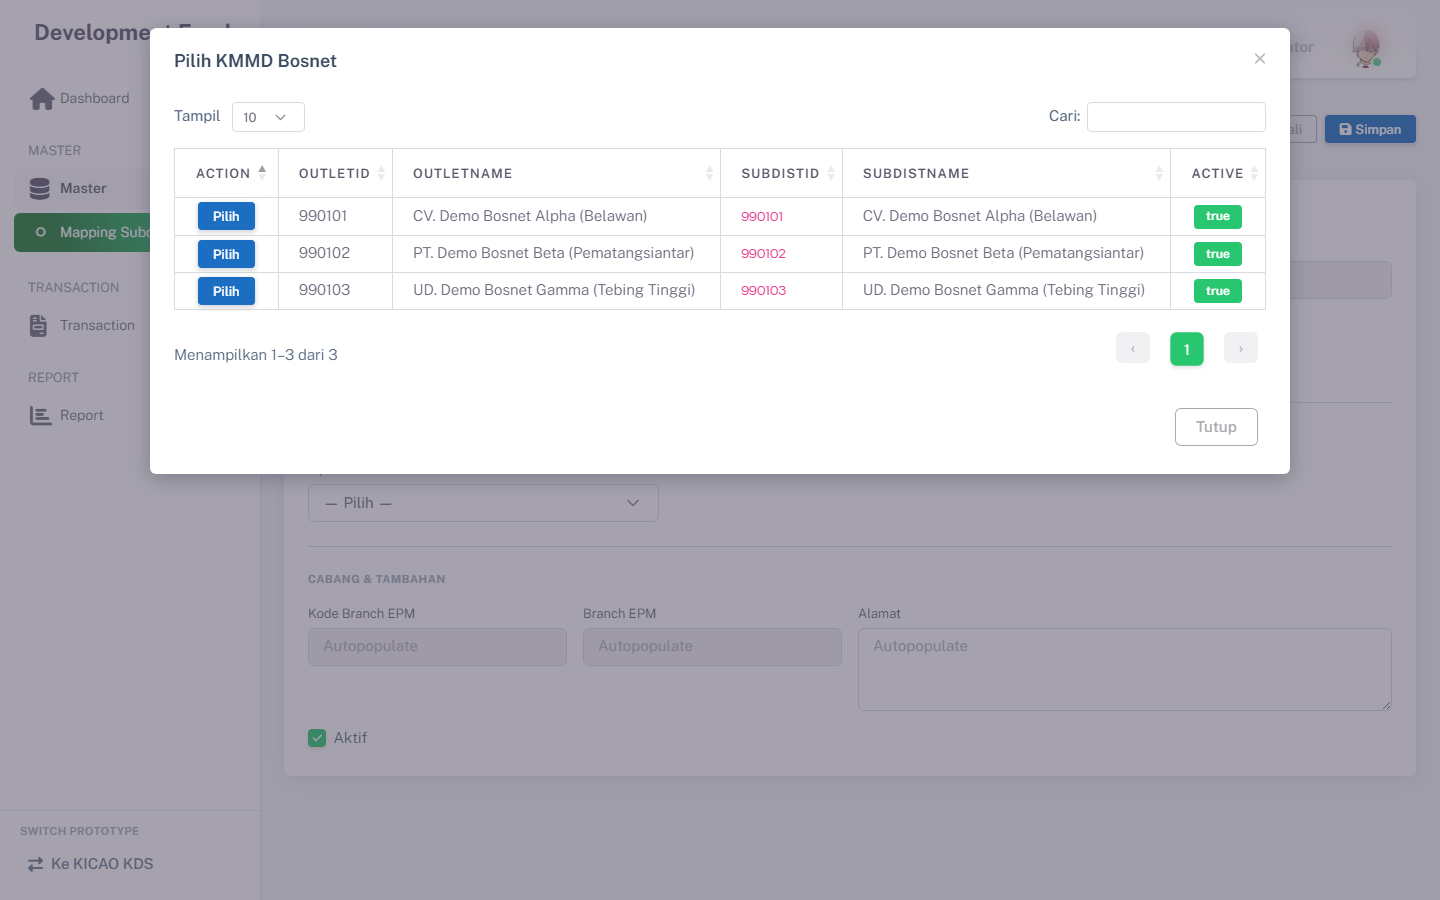 Pilih KMMD Bosnet
×
Tampil 10
Cari:
ACTION OUTLETID OUTLETNAME SUBDISTID SUBDISTNAME ACTIVE
Pilih 990101 CV. Demo Bosnet Alpha (Belawan) 990101 CV. Demo Bosnet Alpha (Belawan) true
Pilih 990102 PT. Demo Bosnet Beta (Pematangsiantar) 990102 PT. Demo Bosnet Beta (Pematangsiantar) true
Pilih 990103 UD. Demo Bosnet Gamma (Tebing Tinggi) 990103 UD. Demo Bosnet Gamma (Tebing Tinggi) true
Menampilkan 1–3 dari 3
‹ 1 ›
Tutup
Dashboard
MASTER
Master
Mapping
TRANSACTION
Transaction
REPORT
Report
SWITCH PROTOTYPE
Ke KICAO KDS
Simpan
— Pilih —
CABANG & TAMBAHAN
Kode Branch EPM Branch EPM Alamat
Autopopulate Autopopulate Autopopulate
Aktif